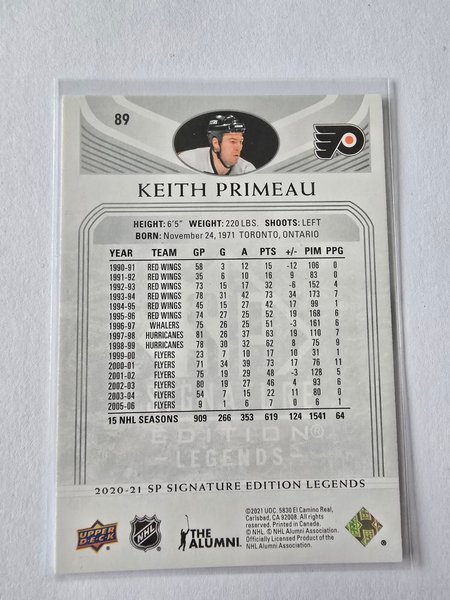 89
KEITH PRIMEAU
HEIGHT: 6'5" WEIGHT: 220 LBS. SHOOTS: LEFT
BORN: November 24, 1971 TORONTO, ONTARIO
YEAR TEAM GP G A PTS +/- PIM PPG
1990-91 RED WINGS 58 3 12 15 -12 106 0
1991-92 RED WINGS 35 6 10 16 9 83 0
1992-93 RED WINGS 73 15 17 32 -6 152 4
1993-94 RED WINGS 78 31 42 73 34 173 7
1994-95 RED WINGS 45 15 27 42 17 99 1
1995-96 RED WINGS 74 27 25 52 19 168 6
1996-97 WHALERS 75 26 25 51 -3 161 6
1997-98 HURRICANES 81 26 37 63 19 110 7
1998-99 HURRICANES 78 30 32 62 8 75 9
1999-00 FLYERS 23 7 10 17 10 31 1
2000-01 FLYERS 71 34 39 73 17 76 11
2001-02 FLYERS 75 19 29 48 -3 128 5
2002-03 FLYERS 80 19 27 46 4 93 6
2003-04 FLYERS 54 7 15 22 11 80 0
2005-06 FLYERS 9 1 6 7 0 6 1
15 NHL SEASONS 909 266 353 619 124 1541 64
EDITION®
LEGENDS
2020-21 SP SIGNATURE EDITION LEGENDS
UPPER DECK
NHL
THE ALUMNI
©2021 UDC. 5830 El Camino Real,
Carlsbad, CA 92008. All rights
reserved. Printed in Canada.
© NHL. © NHL Alumni Association.
Officially Licensed Product of the
NHL Alumni Association.